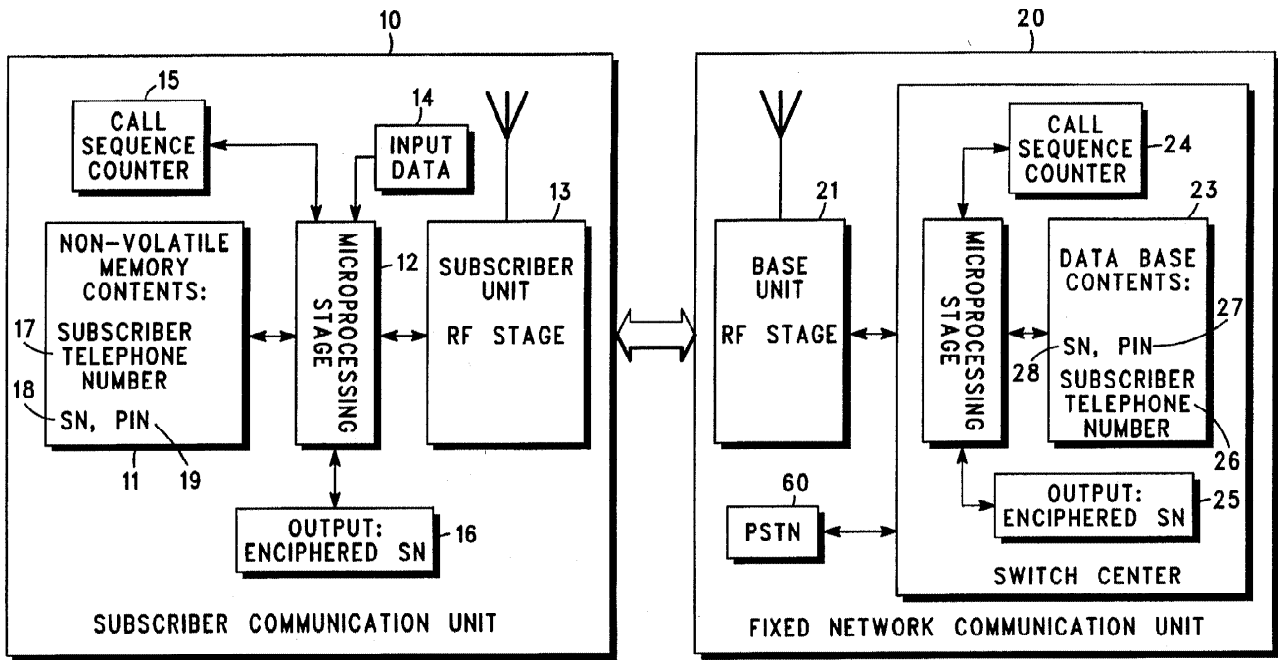 10
15
CALL
SEQUENCE
COUNTER
14
INPUT
DATA
13
NON-VOLATILE
MEMORY
CONTENTS:
17
SUBSCRIBER
TELEPHONE
NUMBER
18
SN, PIN
11
19
MICROPROCESSING
STAGE
12
SUBSCRIBER
UNIT
RF STAGE
OUTPUT:
ENCIPHERED SN
16
SUBSCRIBER COMMUNICATION UNIT
20
21
BASE
UNIT
RF STAGE
60
PSTN
CALL
SEQUENCE
COUNTER
24
23
MICROPROCESSING
STAGE
DATA BASE
CONTENTS:
27
SN, PIN
28
SUBSCRIBER
TELEPHONE
NUMBER
26
OUTPUT:
ENCIPHERED SN
25
SWITCH CENTER
FIXED NETWORK COMMUNICATION UNIT